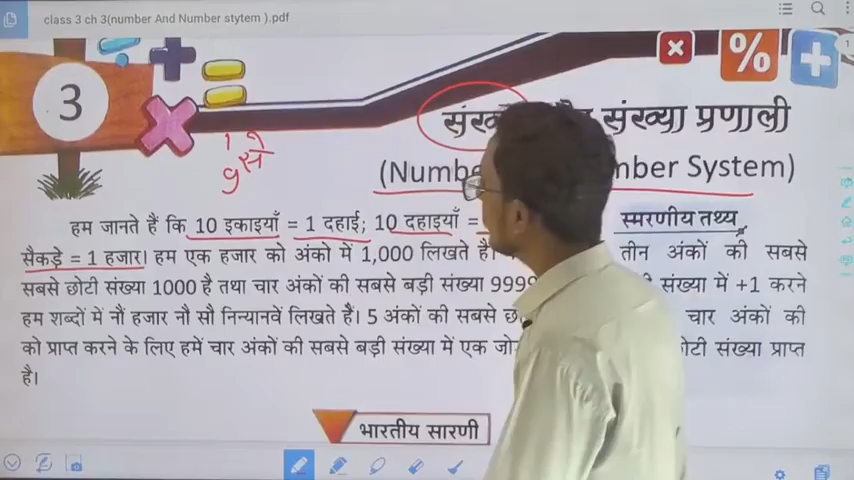 class 3 ch 3(number And Number stytem ).pdf
3
संख्या संख्या प्रणाली
(Number Number System)
हम जानते हैं कि 10 इकाइयाँ = 1 दहाई; 10 दहाइयाँ =
स्मरणीय तथ्य
सैकड़े = 1 हजार। हम एक हजार को अंको में 1,000 लिखते हैं।
तीन अंकों की सबसे
सबसे छोटी संख्या 1000 है तथा चार अंकों की सबसे बड़ी संख्या 9999
संख्या में +1 करने
हम शब्दों में नौं हजार नौ सौ निन्यानवें लिखते हैं। 5 अंकों की सबसे
चार अंकों की
को प्राप्त करने के लिए हमें चार अंकों की सबसे बड़ी संख्या में एक
संख्या प्राप्त
है।
भारतीय सारणी